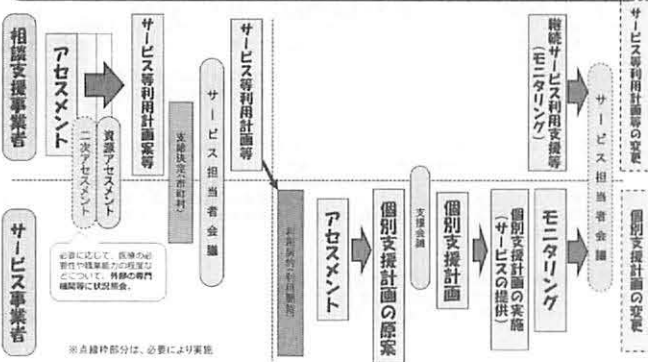 相談支援事業者
アセスメント
二次アセスメント
資源アセスメント
サービス等利用計画案等
支給決定(市町村)
サービス担当者会議
サービス等利用計画等
継続サービス利用支援等
(モニタリング)
サービス担当者会議
サービス等利用計画等の変更
サービス事業者
必要に応じて、医療の必
要性や職業能力の程度な
どについて、外部の専門
機関等に状況照会。
アセスメント
個別支援計画の原案
支援会議
個別支援計画
個別支援計画の実施
(サービスの提供)
モニタリング
個別支援計画の変更
※点線枠部分は、必要により実施